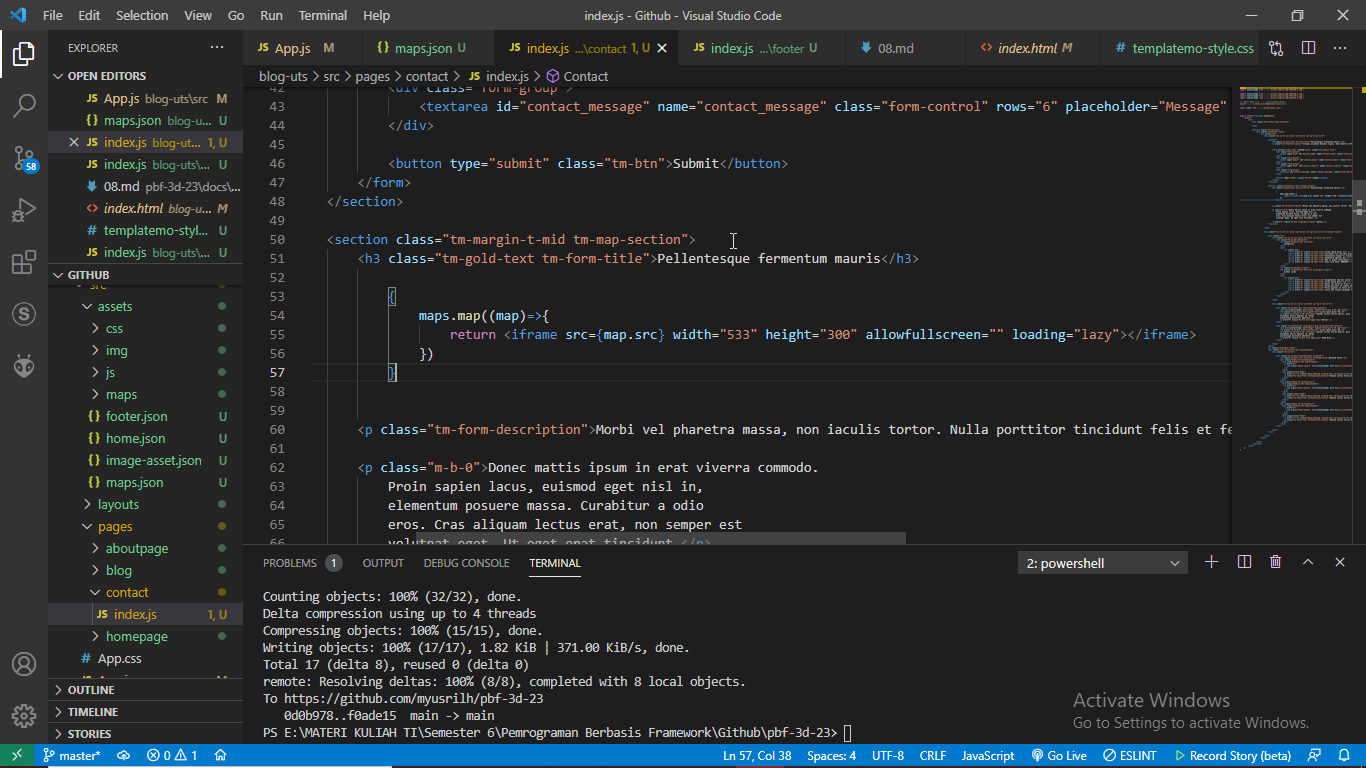 File Edit Selection View Go Run Terminal Help index.js - Github - Visual Studio Code
EXPLORER ···
OPEN EDITORS
JS App.js blog-uts\src M
{} maps.json blog-u... U
JS index.js blog-ut... 1, U
JS index.js blog-uts\... U
08.md pbf-3d-23\docs\...
<> index.html blog-u... M
# templatemo-styl... U
JS index.js blog-uts\... U
GITHUB
src
assets
css
img
js
maps
{} footer.json U
{} home.json U
{} image-asset.json U
{} maps.json U
layouts
pages
aboutpage
blog
contact
JS index.js 1, U
homepage
# App.css
OUTLINE
TIMELINE
STORIES
58
JS App.js M {} maps.json U JS index.js ...\contact 1, U JS index.js ...\footer U 08.md <> index.html M # templatemo-style.css ···
blog-uts > src > pages > contact > JS index.js > Contact
42 <div class="form-group">
43 <textarea id="contact_message" name="contact_message" class="form-control" rows="6" placeholder="Message"
44 </div>
45
46 <button type="submit" class="tm-btn">Submit</button>
47 </form>
48 </section>
49
50 <section class="tm-margin-t-mid tm-map-section">
51 <h3 class="tm-gold-text tm-form-title">Pellentesque fermentum mauris</h3>
52
53 {
54 maps.map((map)=>{
55 return <iframe src={map.src} width="533" height="300" allowfullscreen="" loading="lazy"></iframe>
56 })
57 }
58
59
60 <p class="tm-form-description">Morbi vel pharetra massa, non iaculis tortor. Nulla porttitor tincidunt felis et fe
61
62 <p class="m-b-0">Donec mattis ipsum in erat viverra commodo.
63 Proin sapien lacus, euismod eget nisl in,
64 elementum posuere massa. Curabitur a odio
65 eros. Cras aliquam lectus erat, non semper est
66 volutpat eget. Ut eget erat tincidunt </p>
PROBLEMS 1 OUTPUT DEBUG CONSOLE TERMINAL 2: powershell
Counting objects: 100% (32/32), done.
Delta compression using up to 4 threads
Compressing objects: 100% (15/15), done.
Writing objects: 100% (17/17), 1.82 KiB | 371.00 KiB/s, done.
Total 17 (delta 8), reused 0 (delta 0)
remote: Resolving deltas: 100% (8/8), completed with 8 local objects.
To https://github.com/myusrilh/pbf-3d-23
0d0b978..f0ade15 main -> main
PS E:\MATERI KULIAH TI\Semester 6\Pemrograman Berbasis Framework\Github\pbf-3d-23>
Activate Windows
Go to Settings to activate Windows.
master* 0 1 Ln 57, Col 38 Spaces: 4 UTF-8 CRLF JavaScript Go Live ESLINT Record Story (beta)